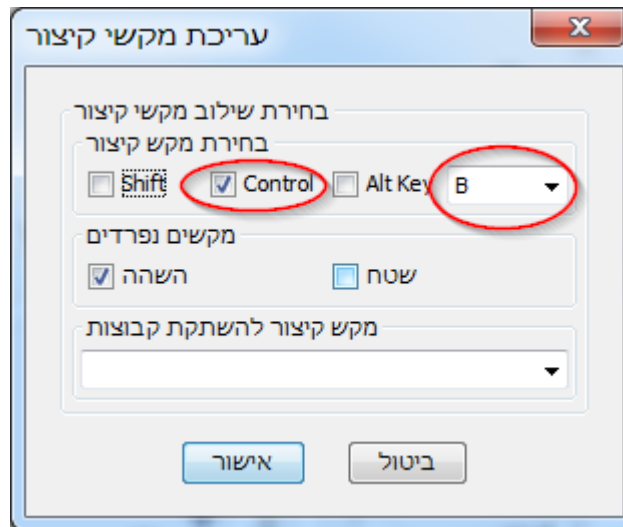 עריכת מקשי קיצור
בחירת שילוב מקשי קיצור
בחירת מקש קיצור
Shift Control Alt Key B
מקשים נפרדים
השהה שטח
מקש קיצור להשתקת קבוצות
אישור ביטול